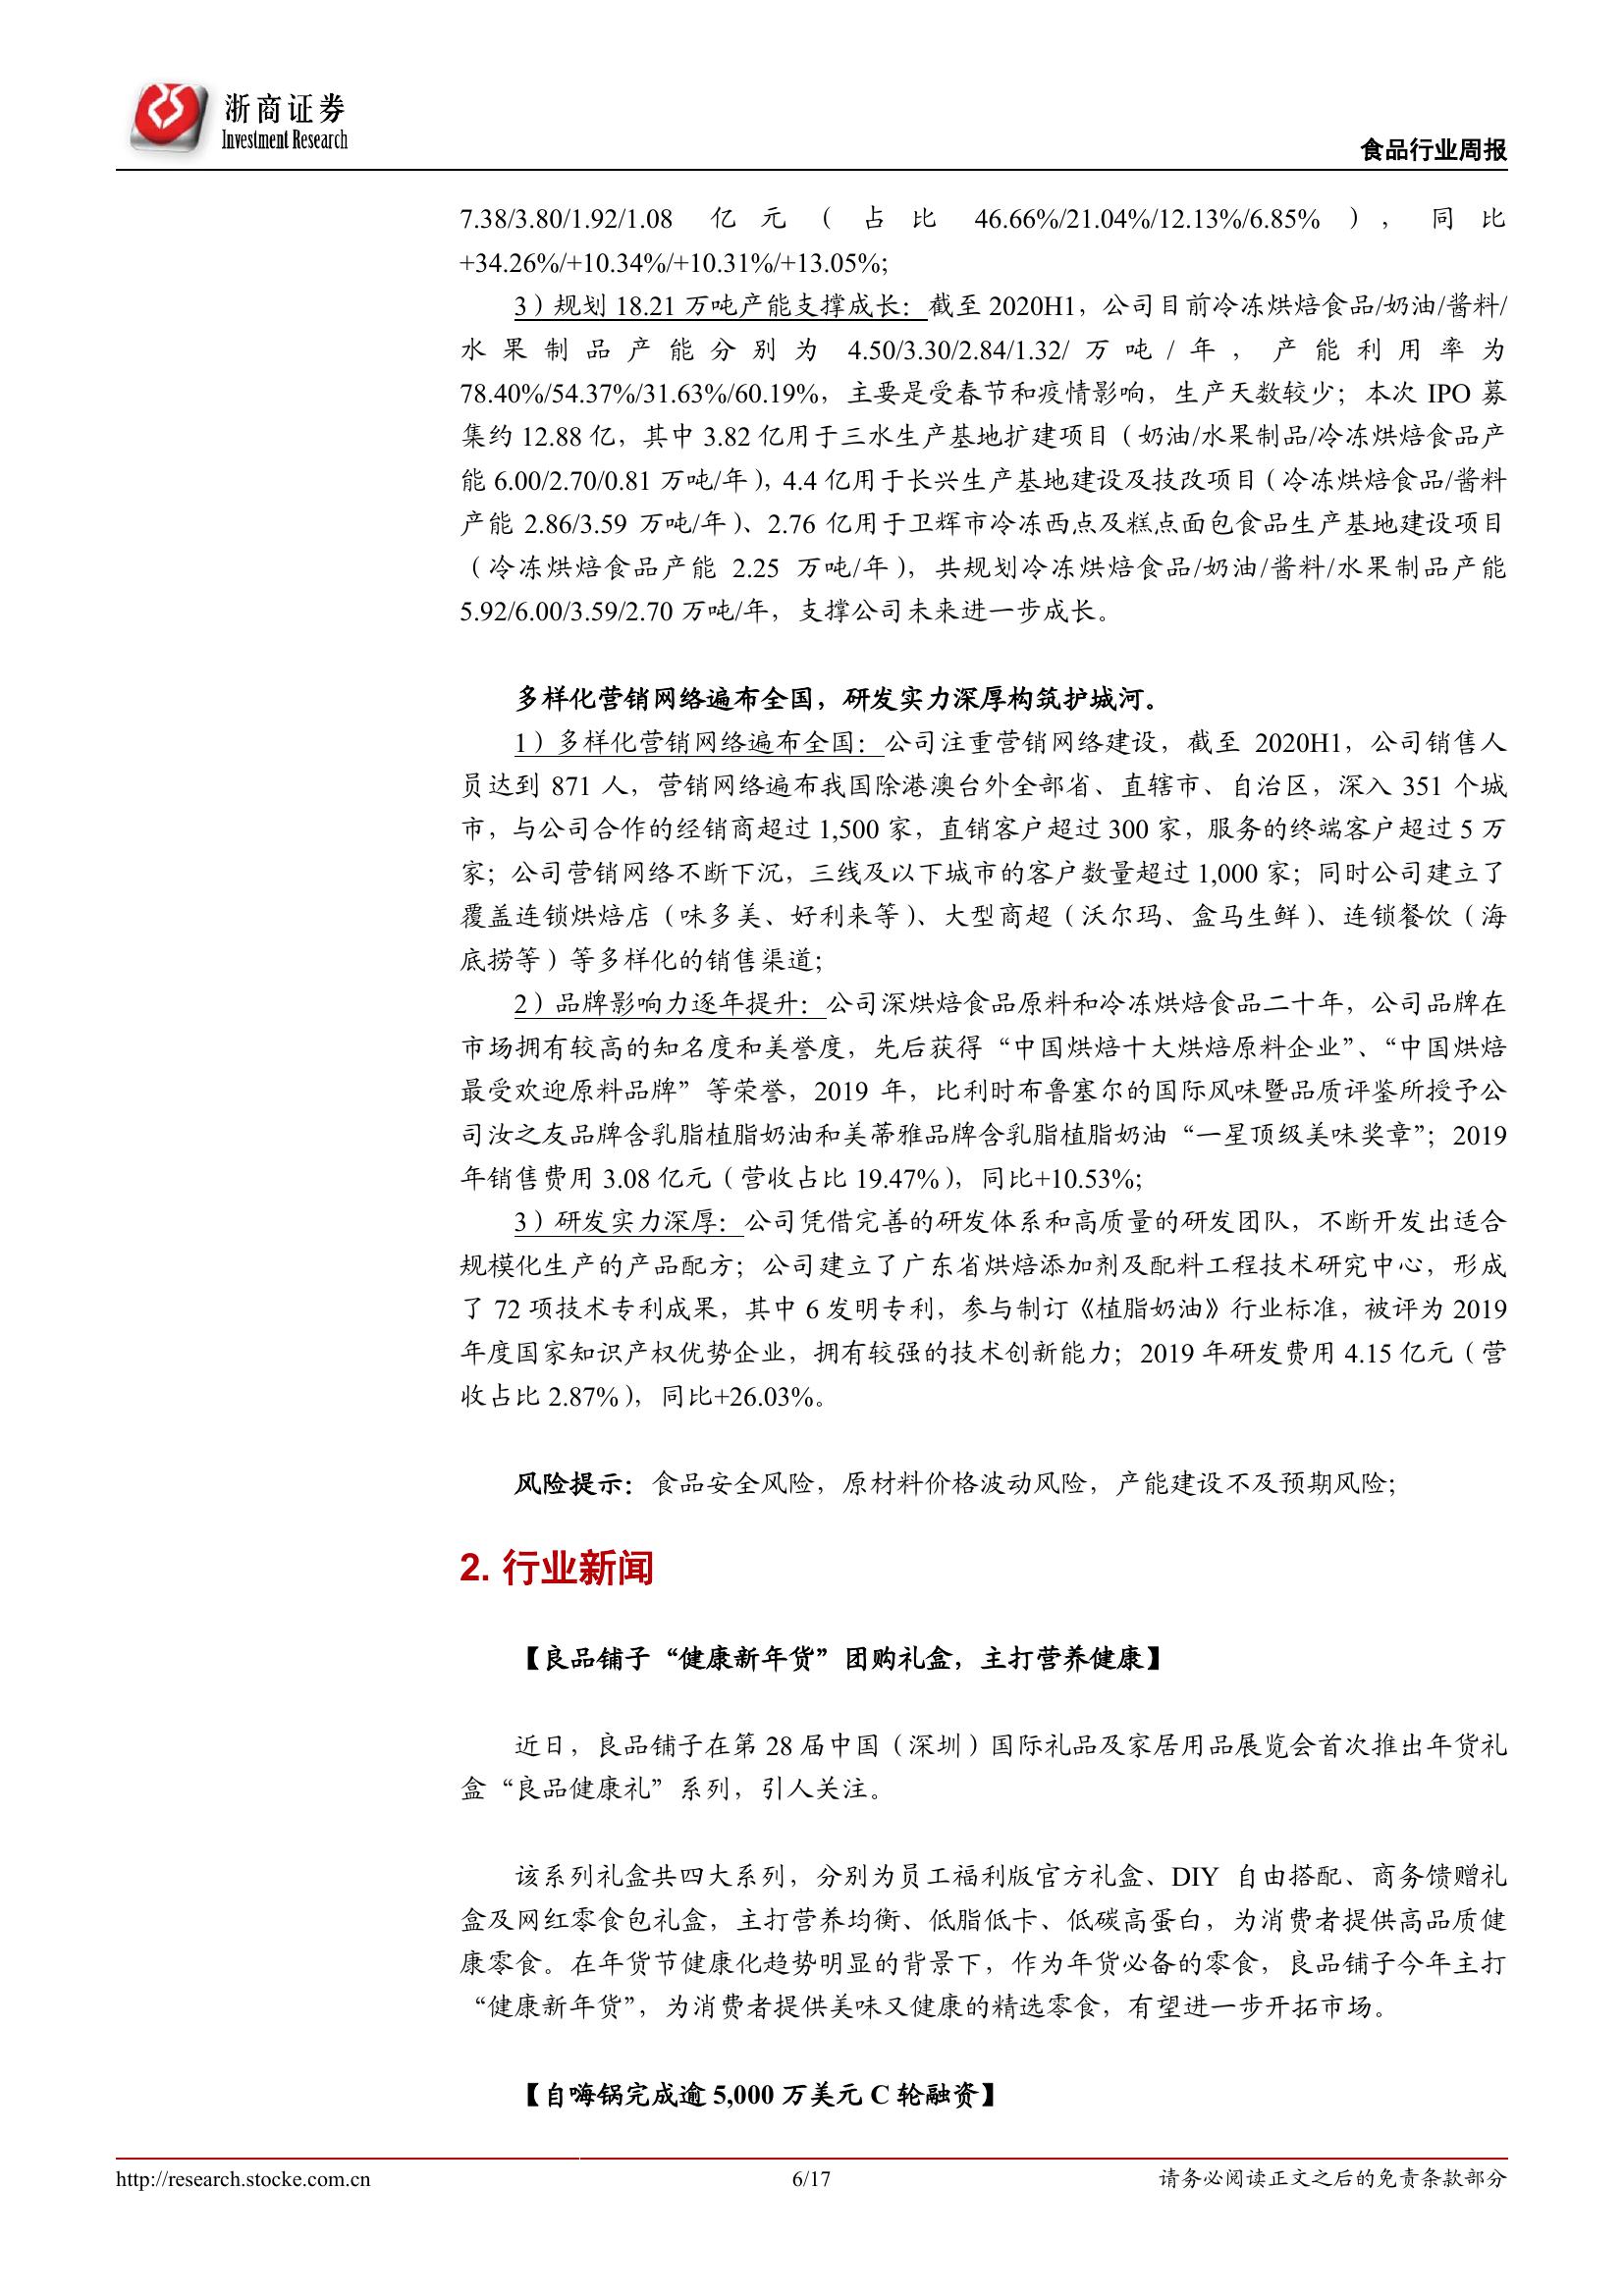 浙商证券
Investment Research
食品行业周报
7.38/3.80/1.92/1.08 亿元（占比 46.66%/21.04%/12.13%/6.85%），同比
+34.26%/+10.34%/+10.31%/+13.05%;
3）规划 18.21 万吨产能支撑成长：截至 2020H1，公司目前冷冻烘焙食品/奶油/酱料/
水果制品产能分别为 4.50/3.30/2.84/1.32/万吨/年，产能利用率为
78.40%/54.37%/31.63%/60.19%，主要是受春节和疫情影响，生产天数较少；本次 IPO 募
集约 12.88 亿，其中 3.82 亿用于三水生产基地扩建项目（奶油/水果制品/冷冻烘焙食品产
能 6.00/2.70/0.81 万吨/年），4.4 亿用于长兴生产基地建设及技改项目（冷冻烘焙食品/酱料
产能 2.86/3.59 万吨/年）、2.76 亿用于卫辉市冷冻西点及糕点面包食品生产基地建设项目
（冷冻烘焙食品产能 2.25 万吨/年），共规划冷冻烘焙食品/奶油/酱料/水果制品产能
5.92/6.00/3.59/2.70 万吨/年，支撑公司未来进一步成长。
多样化营销网络遍布全国，研发实力深厚构筑护城河。
1）多样化营销网络遍布全国：公司注重营销网络建设，截至 2020H1，公司销售人
员达到 871 人，营销网络遍布我国除港澳台外全部省、直辖市、自治区，深入 351 个城
市，与公司合作的经销商超过 1,500 家，直销客户超过 300 家，服务的终端客户超过 5 万
家；公司营销网络不断下沉，三线及以下城市的客户数量超过 1,000 家；同时公司建立了
覆盖连锁烘焙店（味多美、好利来等）、大型商超（沃尔玛、盒马生鲜）、连锁餐饮（海
底捞等）等多样化的销售渠道；
2）品牌影响力逐年提升：公司深烘焙食品原料和冷冻烘焙食品二十年，公司品牌在
市场拥有较高的知名度和美誉度，先后获得“中国烘焙十大烘焙原料企业”、“中国烘焙
最受欢迎原料品牌”等荣誉，2019 年，比利时布鲁塞尔的国际风味暨品质评鉴所授予公
司汝之友品牌含乳脂植脂奶油和美蒂雅品牌含乳脂植脂奶油“一星顶级美味奖章”；2019
年销售费用 3.08 亿元（营收占比 19.47%），同比+10.53%;
3）研发实力深厚：公司凭借完善的研发体系和高质量的研发团队，不断开发出适合
规模化生产的产品配方；公司建立了广东省烘焙添加剂及配料工程技术研究中心，形成
了 72 项技术专利成果，其中 6 发明专利，参与制订《植脂奶油》行业标准，被评为 2019
年度国家知识产权优势企业，拥有较强的技术创新能力；2019 年研发费用 4.15 亿元（营
收占比 2.87%），同比+26.03%。
风险提示：食品安全风险，原材料价格波动风险，产能建设不及预期风险；
2. 行业新闻
【良品铺子“健康新年货”团购礼盒，主打营养健康】
近日，良品铺子在第 28 届中国（深圳）国际礼品及家居用品展览会首次推出年货礼
盒“良品健康礼”系列，引人关注。
该系列礼盒共四大系列，分别为员工福利版官方礼盒、DIY 自由搭配、商务馈赠礼
盒及网红零食包礼盒，主打营养均衡、低脂低卡、低碳高蛋白，为消费者提供高品质健
康零食。在年货节健康化趋势明显的背景下，作为年货必备的零食，良品铺子今年主打
“健康新年货”，为消费者提供美味又健康的精选零食，有望进一步开拓市场。
【自嗨锅完成逾 5,000 万美元 C 轮融资】
http://research.stocke.com.cn
6/17
请务必阅读正文之后的免责条款部分